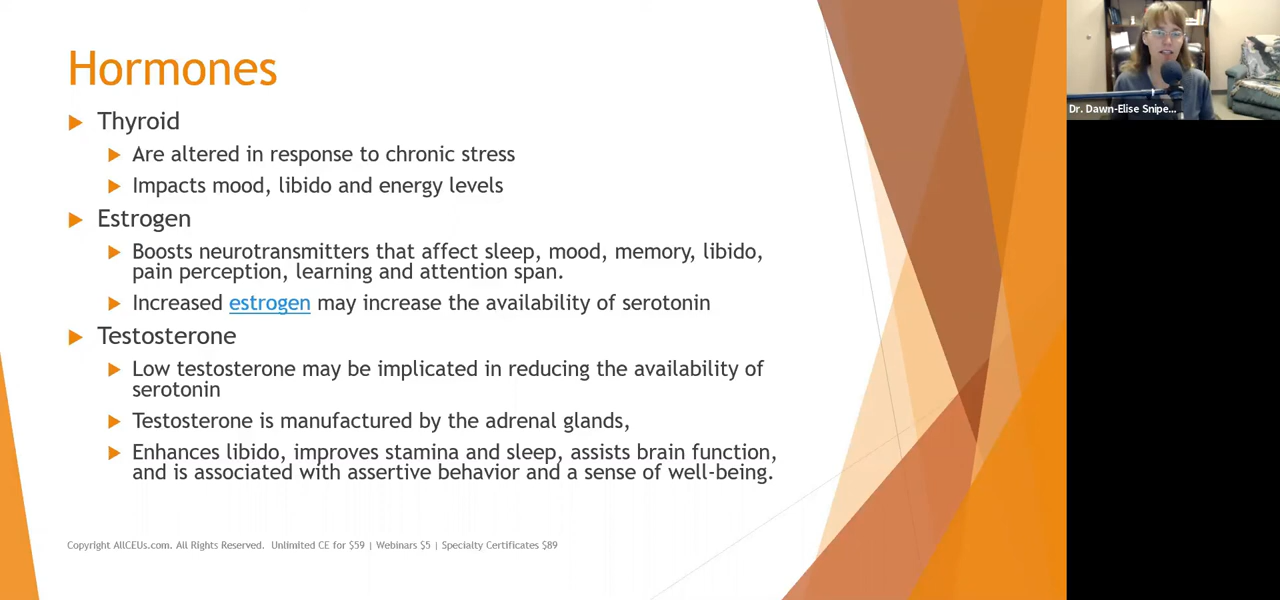 Hormones
Thyroid
Are altered in response to chronic stress
Impacts mood, libido and energy levels
Estrogen
Boosts neurotransmitters that affect sleep, mood, memory, libido,
pain perception, learning and attention span.
Increased estrogen may increase the availability of serotonin
Testosterone
Low testosterone may be implicated in reducing the availability of
serotonin
Testosterone is manufactured by the adrenal glands,
Enhances libido, improves stamina and sleep, assists brain function,
and is associated with assertive behavior and a sense of well-being.
Copyright AllCEUs.com. All Rights Reserved. Unlimited CE for $59 | Webinars $5 | Specialty Certificates $89
Dr. Dawn-Elise Snipe...